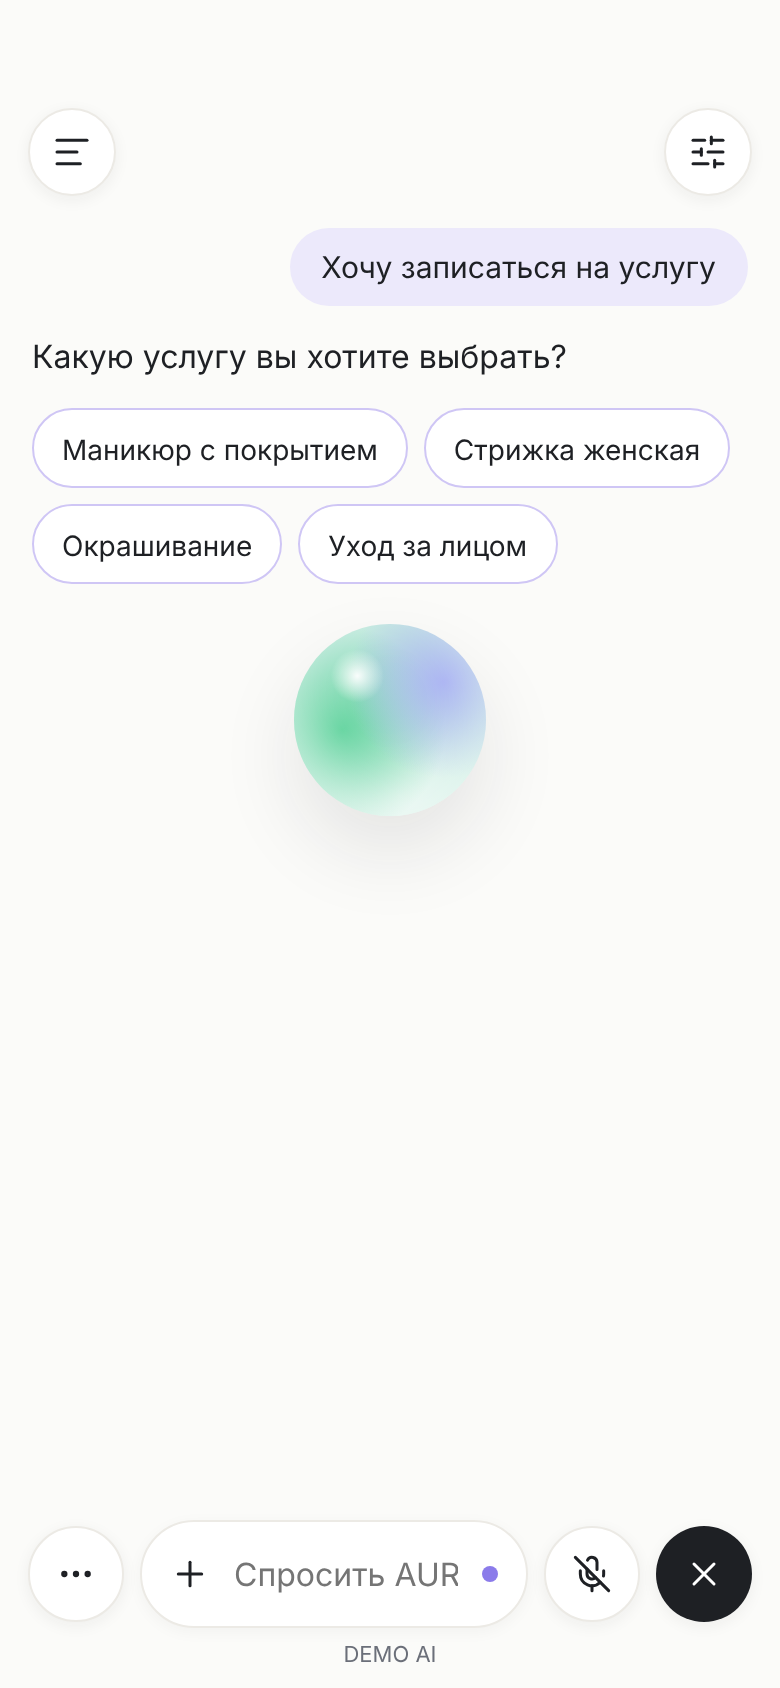 Хочу записаться на услугу
Какую услугу вы хотите выбрать?
Маникюр с покрытием
Стрижка женская
Окрашивание
Уход за лицом
Спросить AUR
DEMO AI